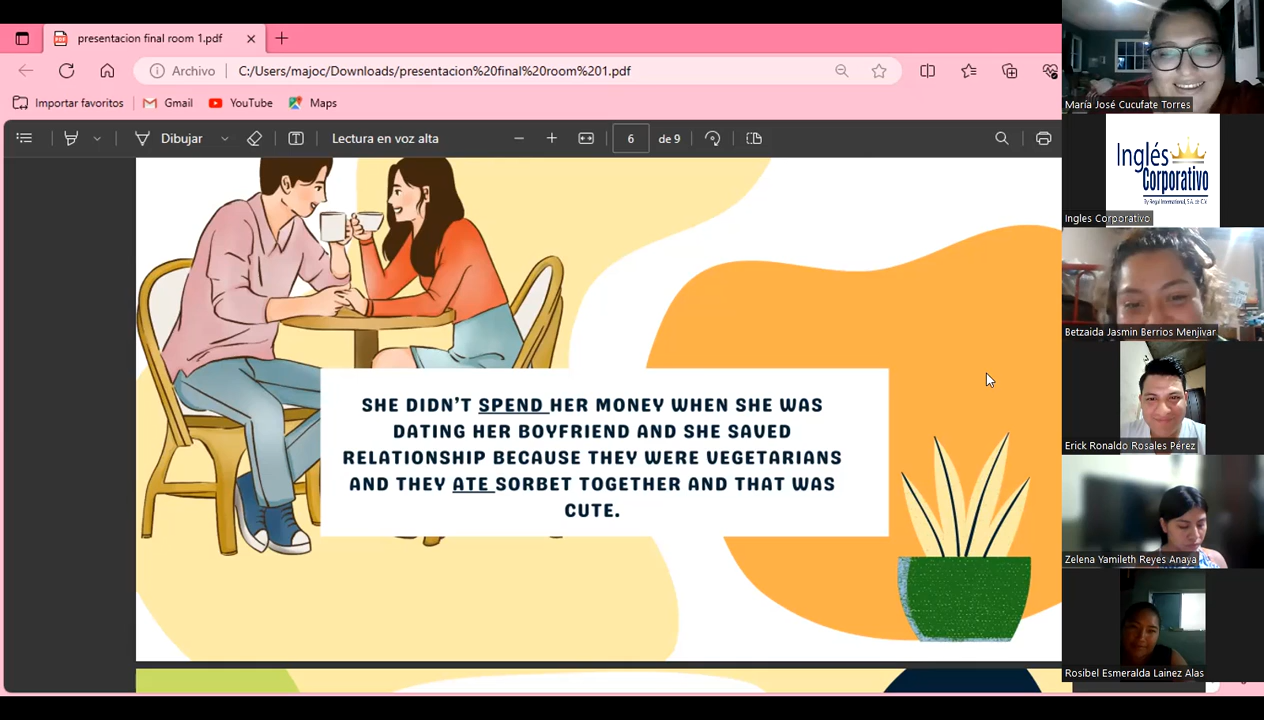 presentacion final room 1.pdf
Archivo
C:/Users/majoc/Downloads/presentacion%20final%20room%201.pdf
Importar favoritos
Gmail
YouTube
Maps
Dibujar
Lectura en voz alta
6
de 9
SHE DIDN'T SPEND HER MONEY WHEN SHE WAS
DATING HER BOYFRIEND AND SHE SAVED
RELATIONSHIP BECAUSE THEY WERE VEGETARIANS
AND THEY ATE SORBET TOGETHER AND THAT WAS
CUTE.
María José Cucufate Torres
Inglés
Corporativo
By Regal International, S.A. de C.V.
Ingles Corporativo
Betzaida Jasmin Berrios Menjivar
Erick Ronaldo Rosales Pérez
Zelena Yamileth Reyes Anaya
Rosibel Esmeralda Lainez Alas